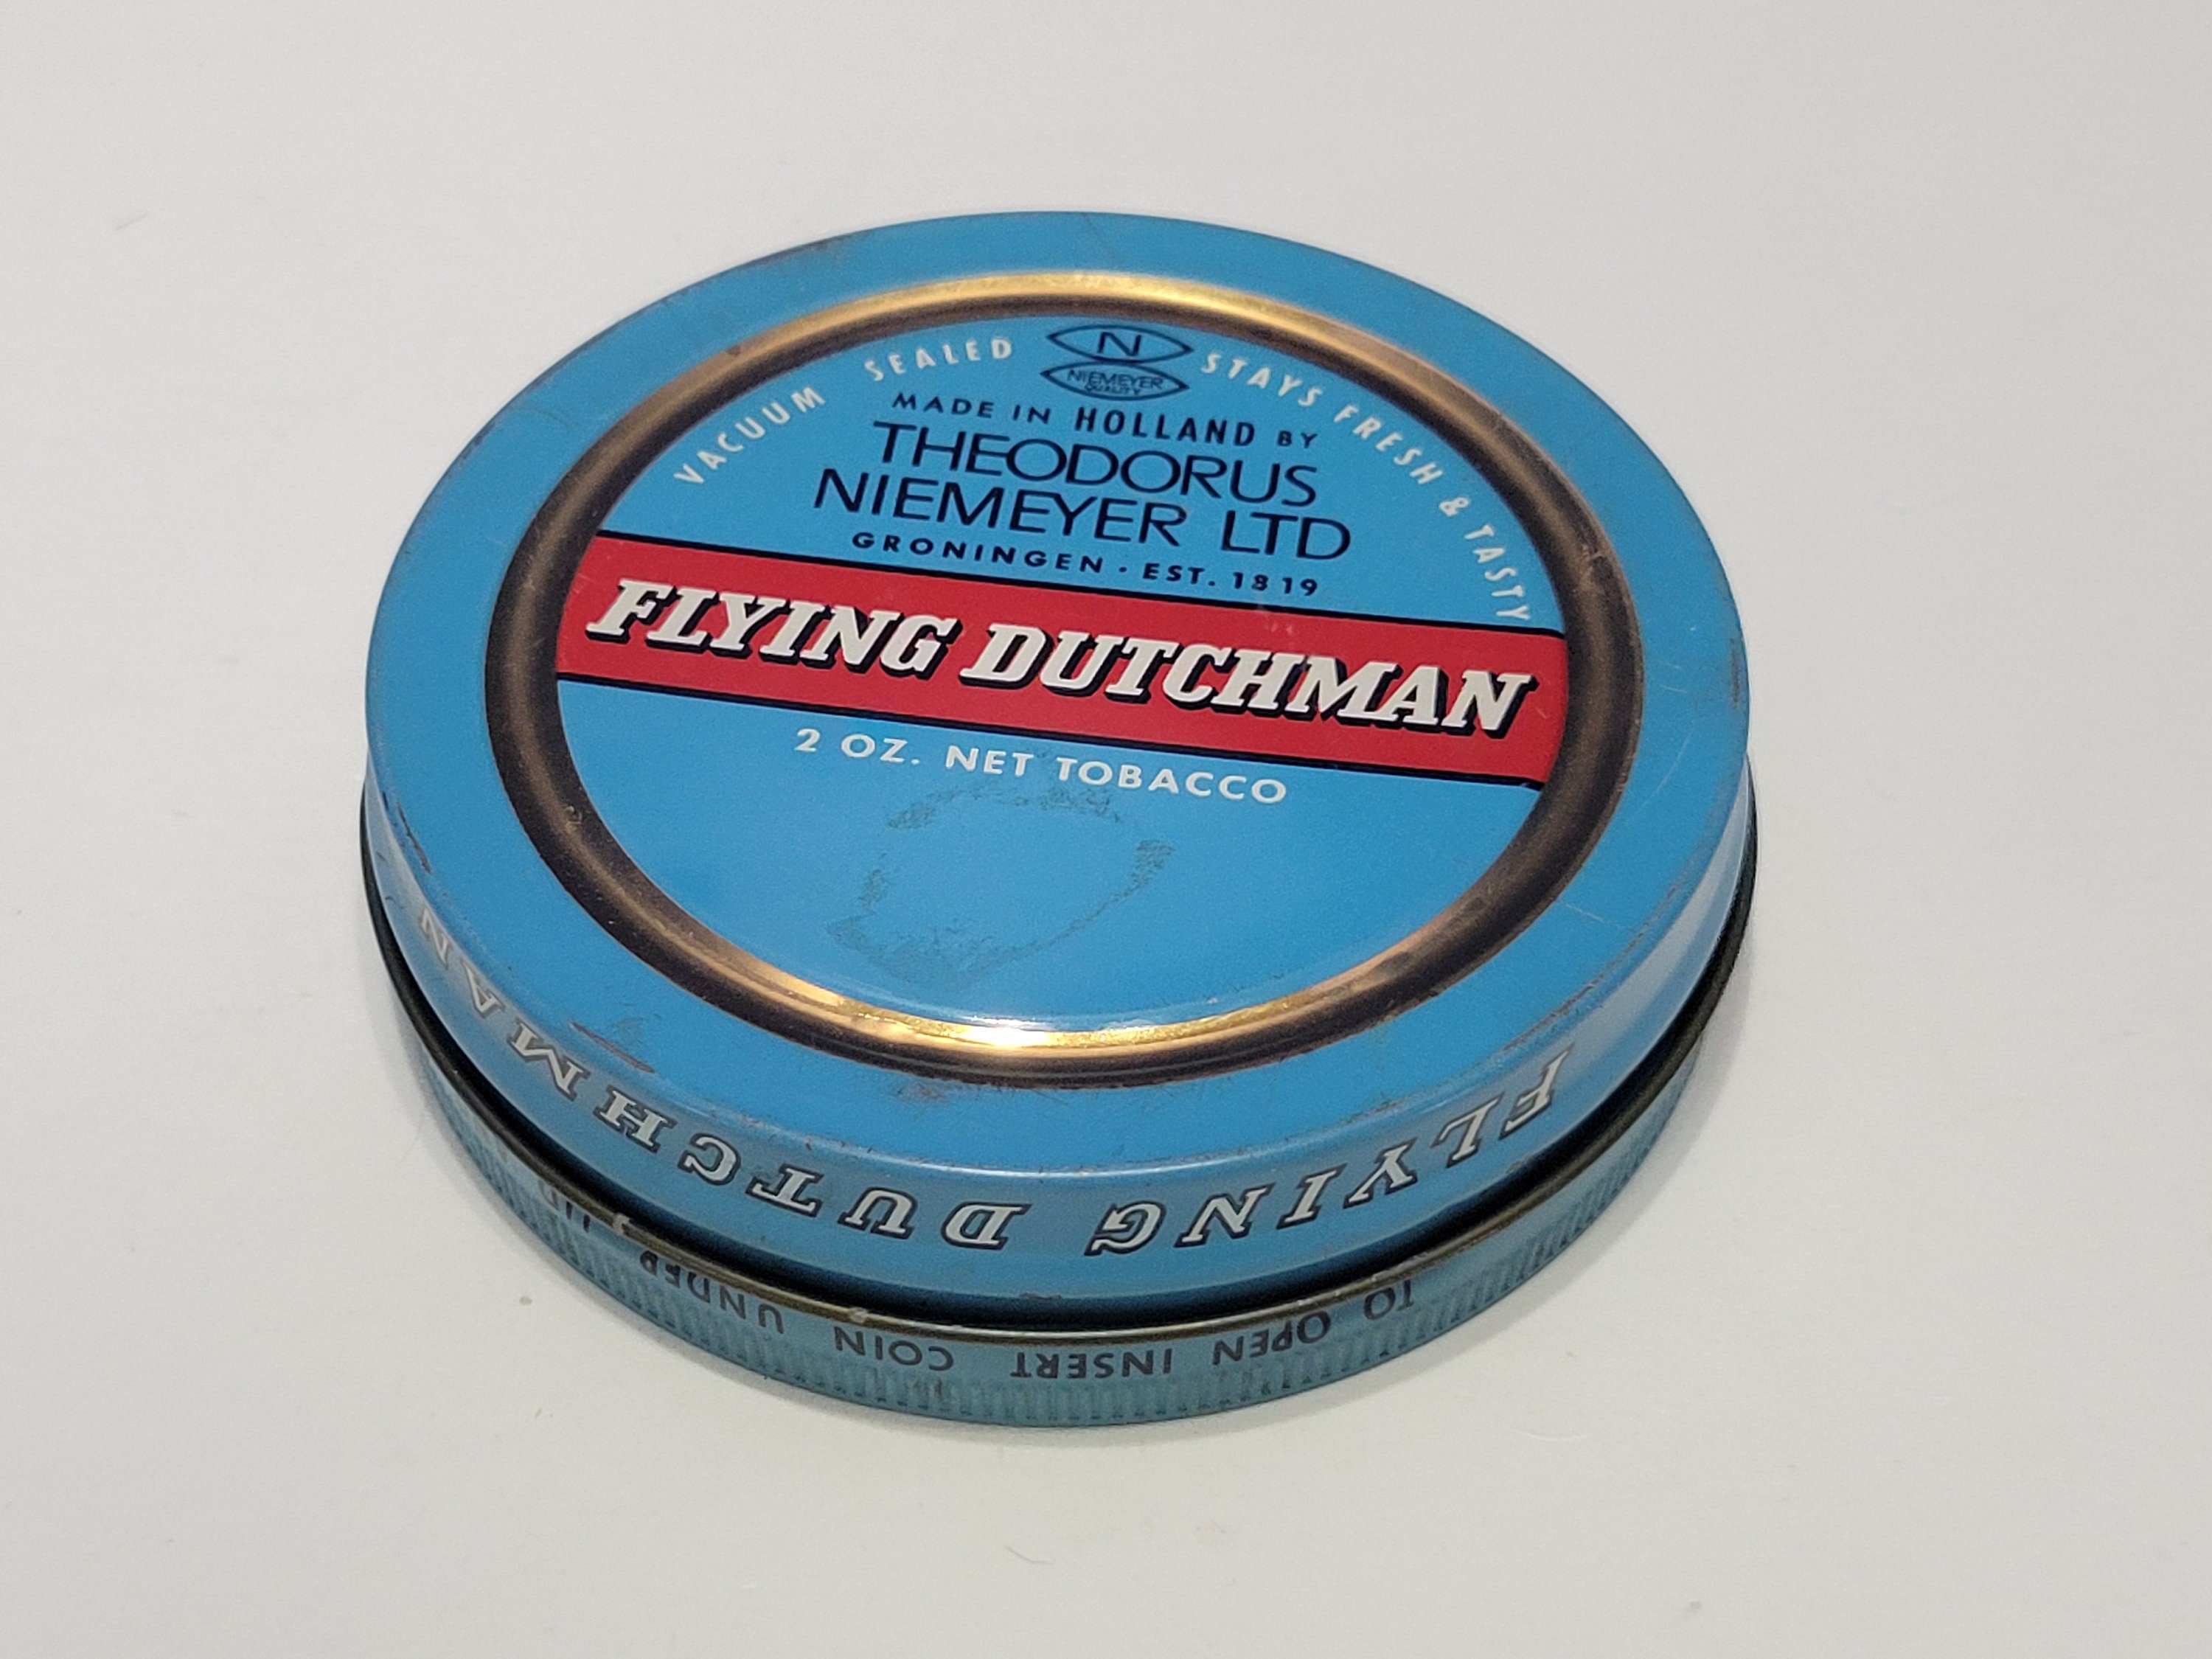 VACUUM SEALED
N
NIEMEYER
QUALITY
STAYS FRESH & TASTY
MADE IN HOLLAND BY
THEODORUS
NIEMEYER LTD
GRONINGEN · EST. 1819
FLYING DUTCHMAN
2 OZ. NET TOBACCO
FLYING DUTCHMAN
TO OPEN INSERT COIN UNDER LID